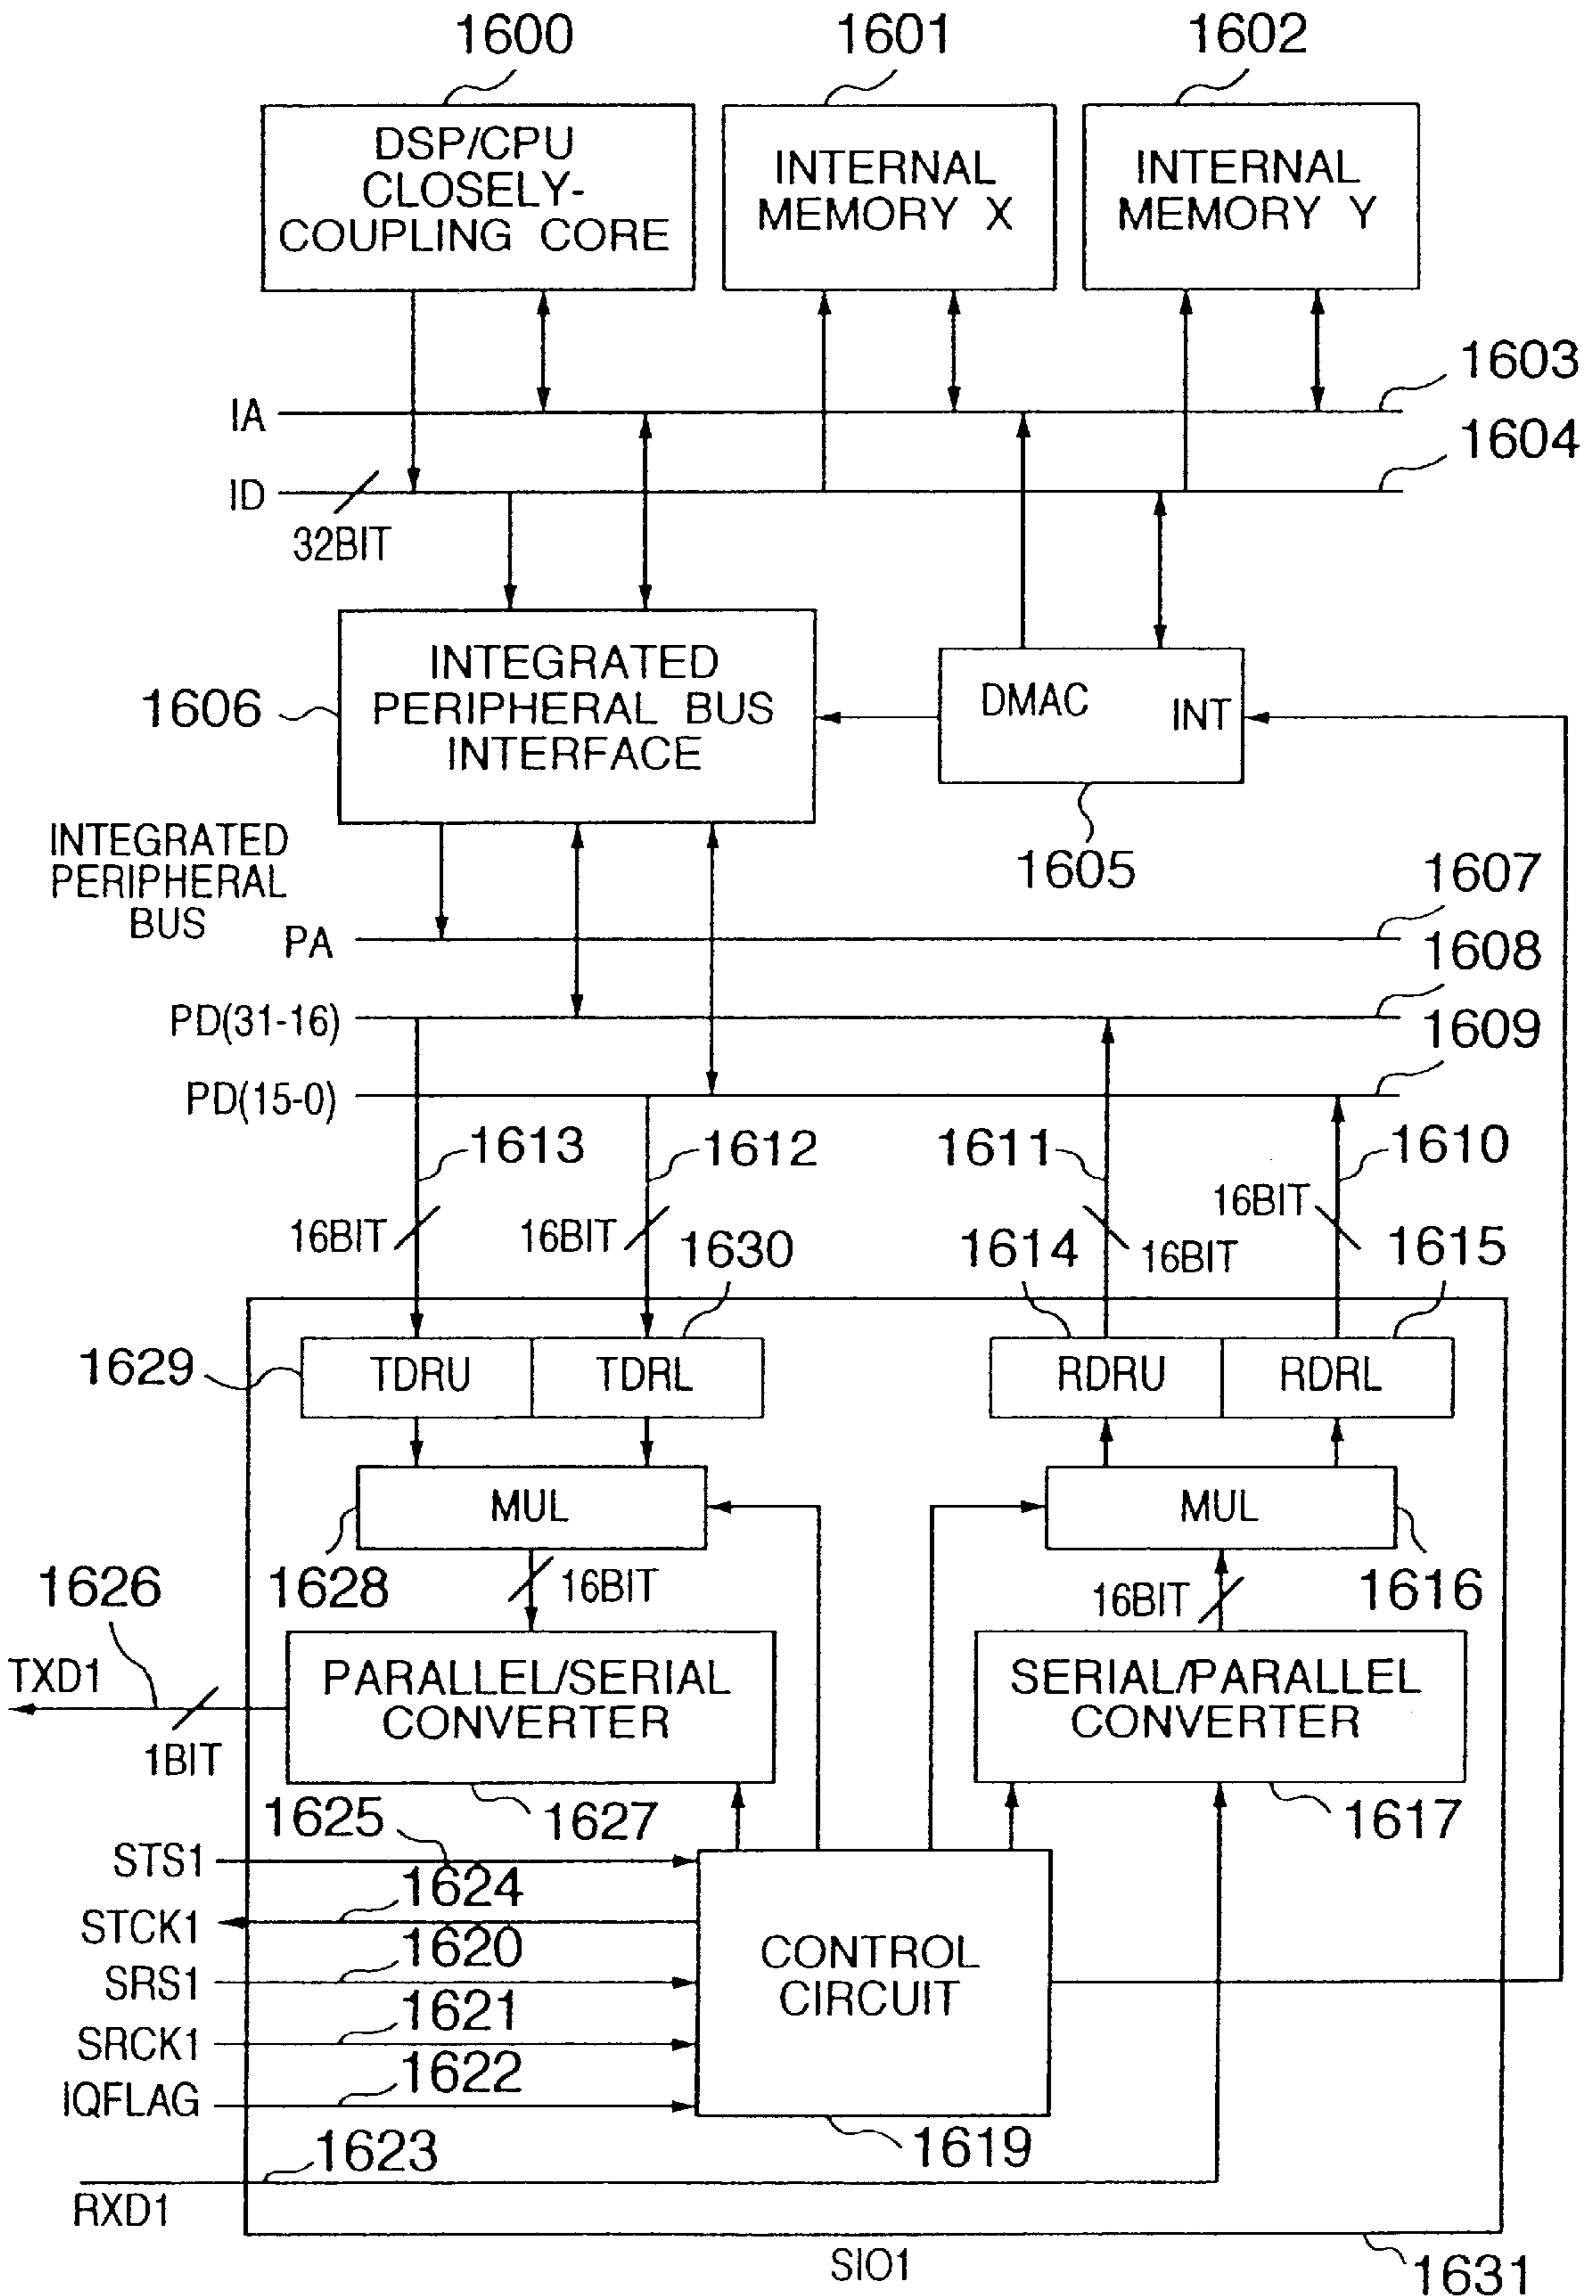 1600
1601
1602
DSP/CPU
CLOSELY-
COUPLING CORE
INTERNAL
MEMORY X
INTERNAL
MEMORY Y
1603
IA
1604
ID
32BIT
INTEGRATED
PERIPHERAL BUS
INTERFACE
1606
DMAC
INT
1605
INTEGRATED
PERIPHERAL
BUS
1607
PA
1608
PD(31-16)
1609
PD(15-0)
1613
1612
1611
1610
16BIT
16BIT
16BIT
16BIT
1630
1614
1615
1629
TDRU
TDRL
RDRU
RDRL
MUL
MUL
1628
16BIT
16BIT
1616
1626
TXD1
1BIT
PARALLEL/SERIAL
CONVERTER
SERIAL/PARALLEL
CONVERTER
1627
1617
1625
STS1
1624
STCK1
1620
SRS1
1621
SRCK1
1622
IQFLAG
CONTROL
CIRCUIT
1619
1623
RXD1
SIO1
1631